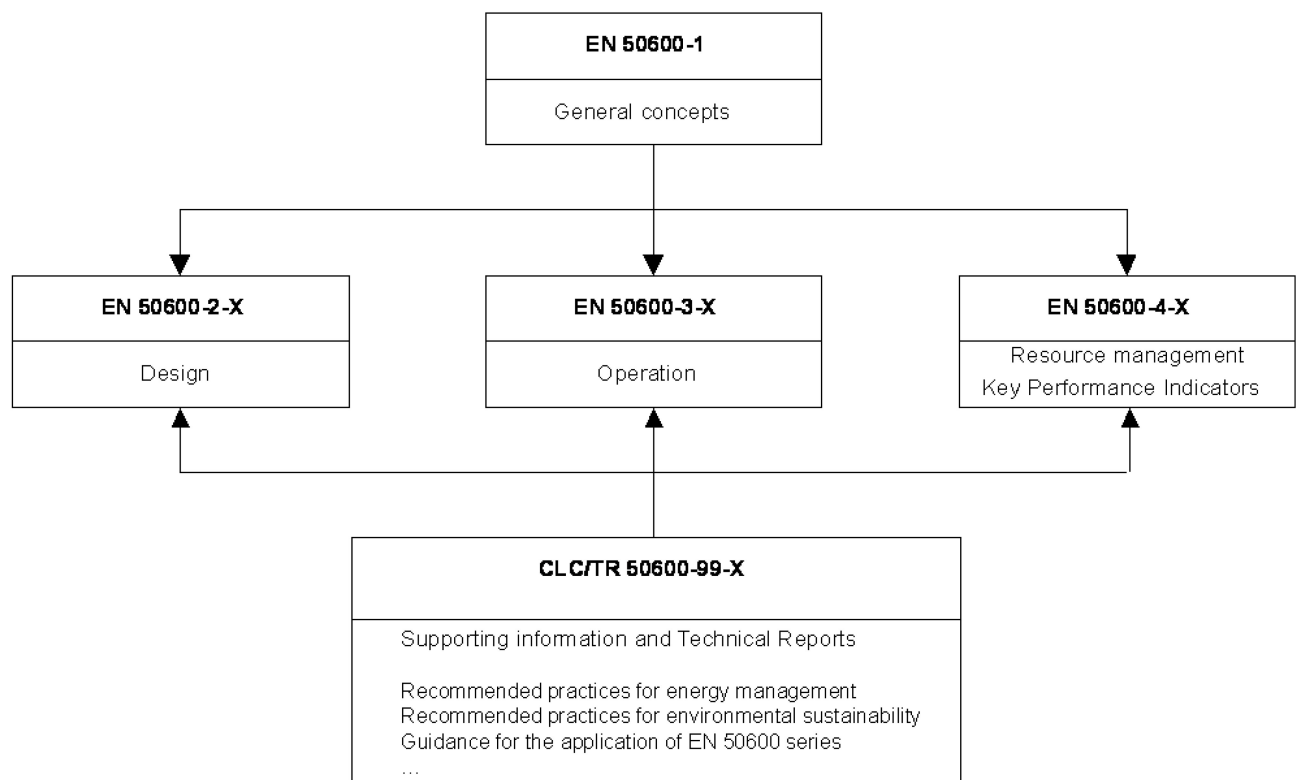 EN 50600-1
General concepts
EN 50600-2-X
Design
EN 50600-3-X
Operation
EN 50600-4-X
Resource management
Key Performance Indicators
CLC/TR 50600-99-X
Supporting information and Technical Reports
Recommended practices for energy management
Recommended practices for environmental sustainability
Guidance for the application of EN 50600 series
...